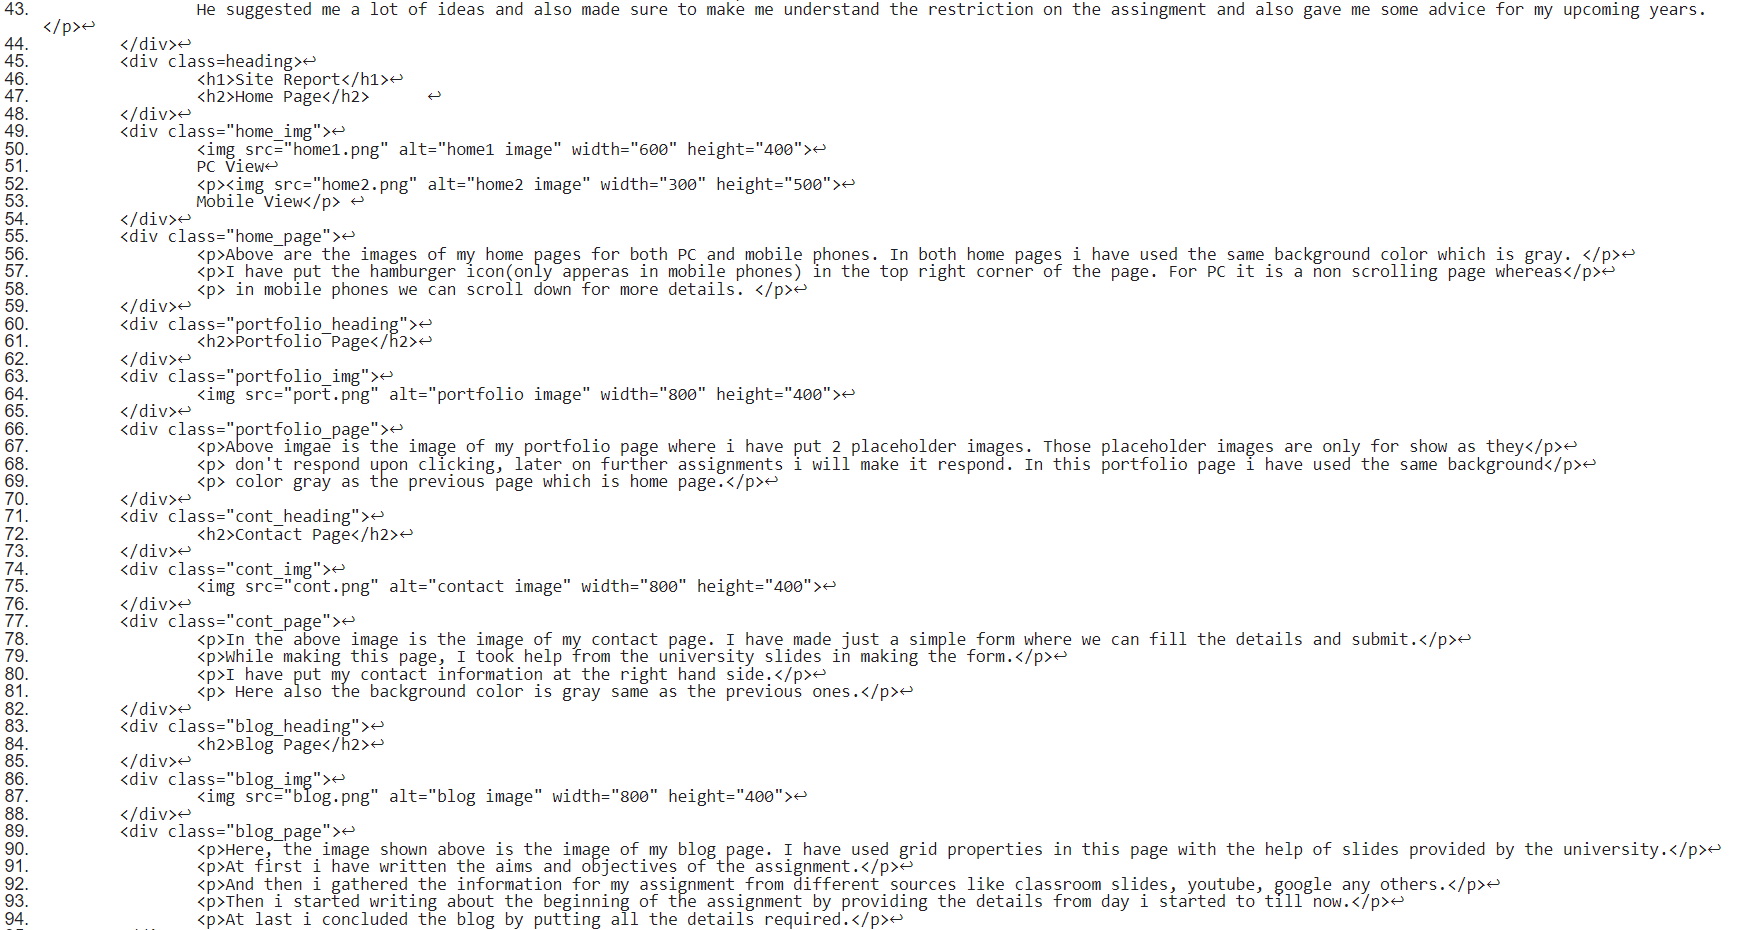 43. He suggested me a lot of ideas and also made sure to make me understand the restriction on the assingment and also gave me some advice for my upcoming years.
</p>↩
44. </div>↩
45. <div class=heading>↩
46. <h1>Site Report</h1>↩
47. <h2>Home Page</h2> ↩
48. </div>↩
49. <div class="home_img">↩
50. <img src="home1.png" alt="home1 image" width="600" height="400">↩
51. PC View↩
52. <p><img src="home2.png" alt="home2 image" width="300" height="500">↩
53. Mobile View</p> ↩
54. </div>↩
55. <div class="home_page">↩
56. <p>Above are the images of my home pages for both PC and mobile phones. In both home pages i have used the same background color which is gray. </p>↩
57. <p>I have put the hamburger icon(only apperas in mobile phones) in the top right corner of the page. For PC it is a non scrolling page whereas</p>↩
58. <p> in mobile phones we can scroll down for more details. </p>↩
59. </div>↩
60. <div class="portfolio_heading">↩
61. <h2>Portfolio Page</h2>↩
62. </div>↩
63. <div class="portfolio_img">↩
64. <img src="port.png" alt="portfolio image" width="800" height="400">↩
65. </div>↩
66. <div class="portfolio_page">↩
67. <p>Above imgae is the image of my portfolio page where i have put 2 placeholder images. Those placeholder images are only for show as they</p>↩
68. <p> don't respond upon clicking, later on further assignments i will make it respond. In this portfolio page i have used the same background</p>↩
69. <p> color gray as the previous page which is home page.</p>↩
70. </div>↩
71. <div class="cont_heading">↩
72. <h2>Contact Page</h2>↩
73. </div>↩
74. <div class="cont_img">↩
75. <img src="cont.png" alt="contact image" width="800" height="400">↩
76. </div>↩
77. <div class="cont_page">↩
78. <p>In the above image is the image of my contact page. I have made just a simple form where we can fill the details and submit.</p>↩
79. <p>While making this page, I took help from the university slides in making the form.</p>↩
80. <p>I have put my contact information at the right hand side.</p>↩
81. <p> Here also the background color is gray same as the previous ones.</p>↩
82. </div>↩
83. <div class="blog_heading">↩
84. <h2>Blog Page</h2>↩
85. </div>↩
86. <div class="blog_img">↩
87. <img src="blog.png" alt="blog image" width="800" height="400">↩
88. </div>↩
89. <div class="blog_page">↩
90. <p>Here, the image shown above is the image of my blog page. I have used grid properties in this page with the help of slides provided by the university.</p>↩
91. <p>At first i have written the aims and objectives of the assignment.</p>↩
92. <p>And then i gathered the information for my assignment from different sources like classroom slides, youtube, google any others.</p>↩
93. <p>Then i started writing about the beginning of the assignment by providing the details from day i started to till now.</p>↩
94. <p>At last i concluded the blog by putting all the details required.</p>↩